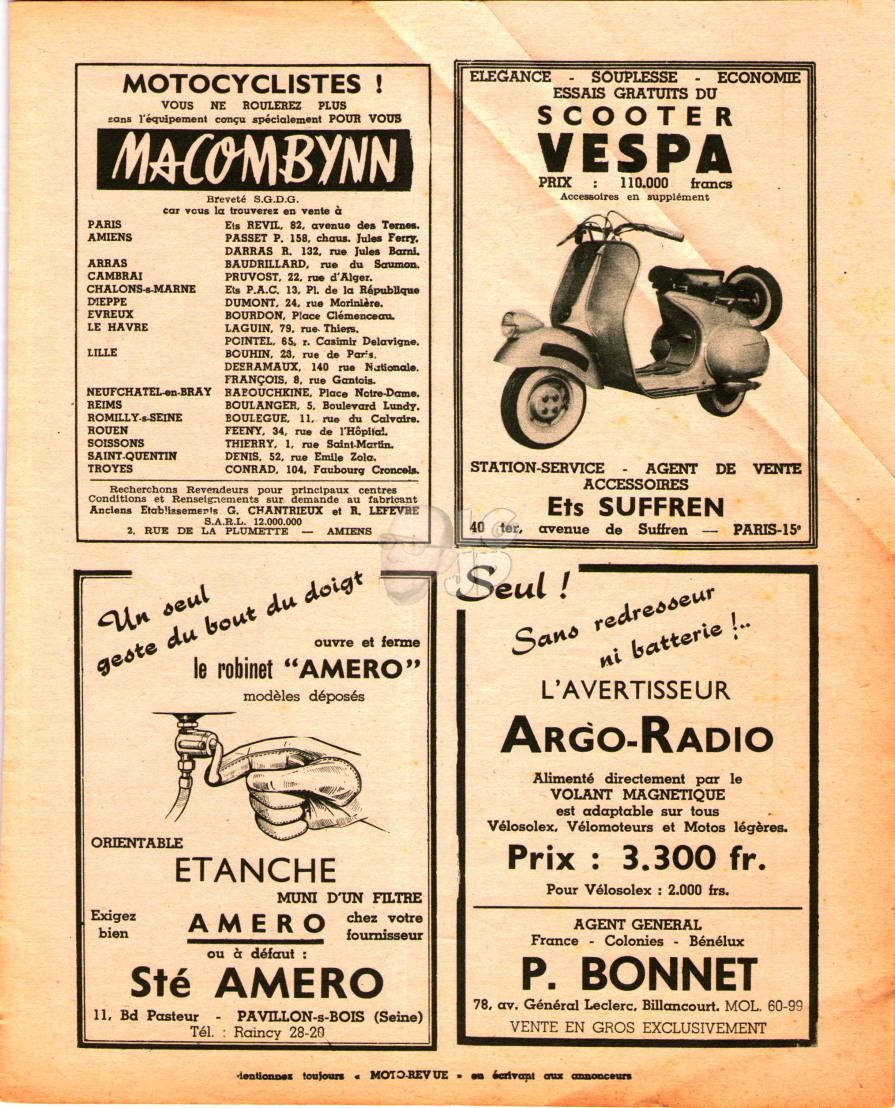 MOTOCYCLISTES !
VOUS NE ROULEREZ PLUS
sans l'équipement conçu spécialement POUR VOUS
MACOMBYNN
Breveté S.G.D.G.
car vous la trouverez en vente à
PARIS Ets REVIL, 82, avenue des Ternes.
AMIENS PASSET P. 158, chaus. Jules Ferry.
DARRAS R. 132, rue Jules Barni.
ARRAS BAUDRILLARD, rue du Saumon.
CAMBRAI PRUVOST, 22, rue d'Alger.
CHALONS-s-MARNE Ets P.A.C. 13, Pl. de la République
DIEPPE DUMONT, 24, rue Morinière.
EVREUX BOURDON, Place Clémenceau.
LE HAVRE LAGUIN, 79, rue Thiers.
POINTEL, 65, r. Casimir Delavigne.
LILLE BOUHIN, 23, rue de Paris.
DESRAMAUX, 140 rue Nationale.
FRANÇOIS, 8, rue Gantois.
NEUFCHATEL-en-BRAY RAPOUCHKINE, Place Notre-Dame.
REIMS BOULANGER, 5, Boulevard Lundy.
ROMILLY-s-SEINE BOULEGUE, 11, rue du Calvaire.
ROUEN FEENY, 34, rue de l'Hôpital.
SOISSONS THIERRY, 1, rue Saint-Martin.
SAINT-QUENTIN DENIS, 52, rue Emile Zola.
TROYES CONRAD, 104, Faubourg Croncels.
Recherchons Revendeurs pour principaux centres
Conditions et Renseignements sur demande au fabricant
Anciens Etablissements G. CHANTRIEUX et R. LEFEVRE
S.A.R.L. 12.000.000
2, RUE DE LA PLUMETTE — AMIENS
ELEGANCE - SOUPLESSE - ECONOMIE
ESSAIS GRATUITS DU
SCOOTER
VESPA
PRIX : 110.000 francs
Accessoires en supplément
STATION-SERVICE - AGENT DE VENTE
ACCESSOIRES
Ets SUFFREN
40 ter, avenue de Suffren — PARIS-15e
Un seul
geste du bout du doigt
ouvre et ferme
le robinet "AMERO"
modèles déposés
ORIENTABLE
ETANCHE
MUNI D'UN FILTRE
Exigez bien AMERO chez votre fournisseur
ou à défaut :
Sté AMERO
11, Bd Pasteur - PAVILLON-s-BOIS (Seine)
Tél. : Raincy 28-20
Seul !
Sans redresseur
ni batterie !..
L'AVERTISSEUR
ARGO-RADIO
Alimenté directement par le
VOLANT MAGNETIQUE
est adaptable sur tous
Vélosolex, Vélomoteurs et Motos légères.
Prix : 3.300 fr.
Pour Vélosolex : 2.000 frs.
AGENT GENERAL
France - Colonies - Bénélux
P. BONNET
78, av. Général Leclerc, Billancourt. MOL. 60-99
VENTE EN GROS EXCLUSIVEMENT
toujours « MOTO-REVUE » en écrivant aux annonceurs